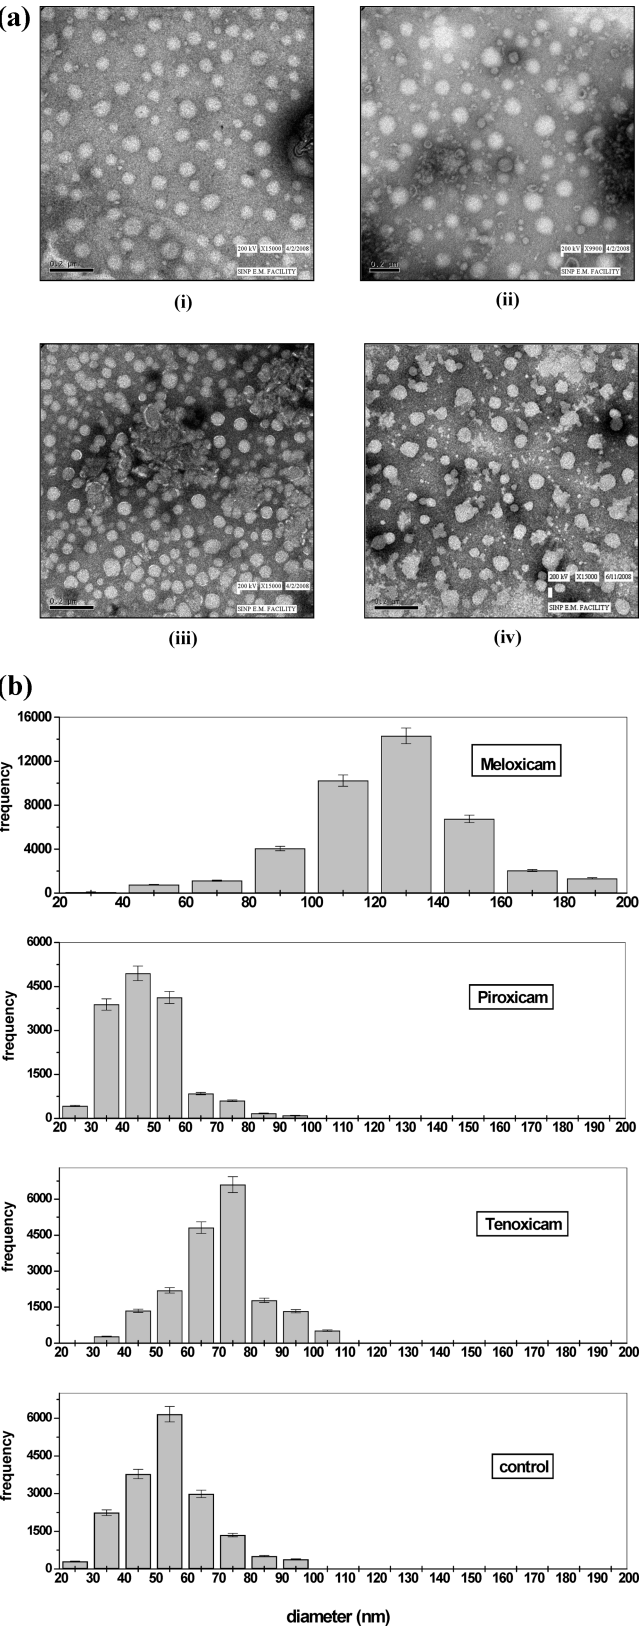 (a)
200 kV X15000 4/2/2008
SINP E.M. FACILITY
0.2 µm
(i)
200 kV X9900 4/2/2008
SINP E.M. FACILITY
0.2 µm
(ii)
200 kV X15000 4/2/2008
SINP E.M. FACILITY
0.2 µm
(iii)
200 kV X15000 6/11/2008
SINP E.M. FACILITY
0.2 µm
(iv)
(b)
16000
12000
8000
4000
0
frequency
Meloxicam
20 40 60 80 100 120 140 160 180 200
6000
4500
3000
1500
0
frequency
Piroxicam
20 30 40 50 60 70 80 90 100 110 120 130 140 150 160 170 180 190 200
6000
4500
3000
1500
0
frequency
Tenoxicam
20 30 40 50 60 70 80 90 100 110 120 130 140 150 160 170 180 190 200
6000
4500
3000
1500
0
frequency
control
20 30 40 50 60 70 80 90 100 110 120 130 140 150 160 170 180 190 200
diameter (nm)